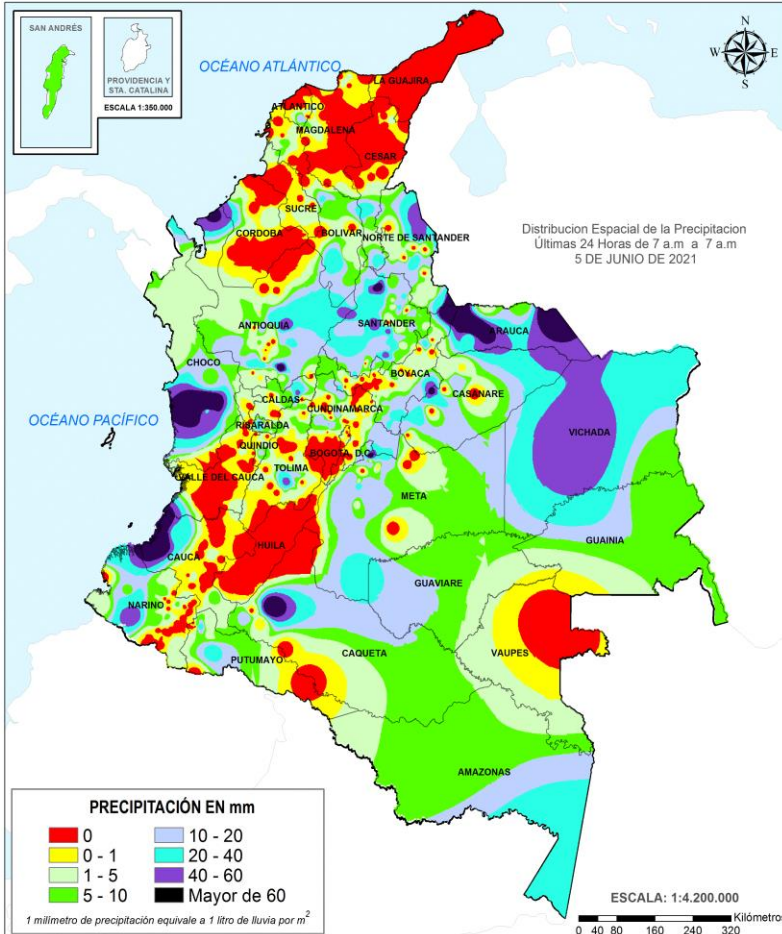 SAN ANDRÉS
PROVIDENCIA Y
STA. CATALINA
ESCALA 1:350.000
OCÉANO ATLÁNTICO
N
W
E
S
LA GUAJIRA
ATLANTICO
MAGDALENA
CESAR
SUCRE
CORDOBA
BOLIVAR
NORTE DE SANTANDER
Distribucion Espacial de la Precipitacion
Últimas 24 Horas de 7 a.m a 7 a.m
5 DE JUNIO DE 2021
ANTIOQUIA
SANTANDER
ARAUCA
CHOCO
BOYACA
CASANARE
CALDAS
CUNDINAMARCA
OCÉANO PACÍFICO
RISARALDA
VICHADA
QUINDIO
BOGOTA, D.C.
TOLIMA
VALLE DEL CAUCA
META
HUILA
GUAINIA
CAUCA
GUAVIARE
NARIÑO
VAUPES
CAQUETA
PUTUMAYO
AMAZONAS
PRECIPITACIÓN EN mm
0
10 - 20
0 - 1
20 - 40
1 - 5
40 - 60
5 - 10
Mayor de 60
1 milimetro de precipitación equivale a 1 litro de lluvia por m²
ESCALA: 1:4.200.000
Kilómetros
0 40 80 160 240 320